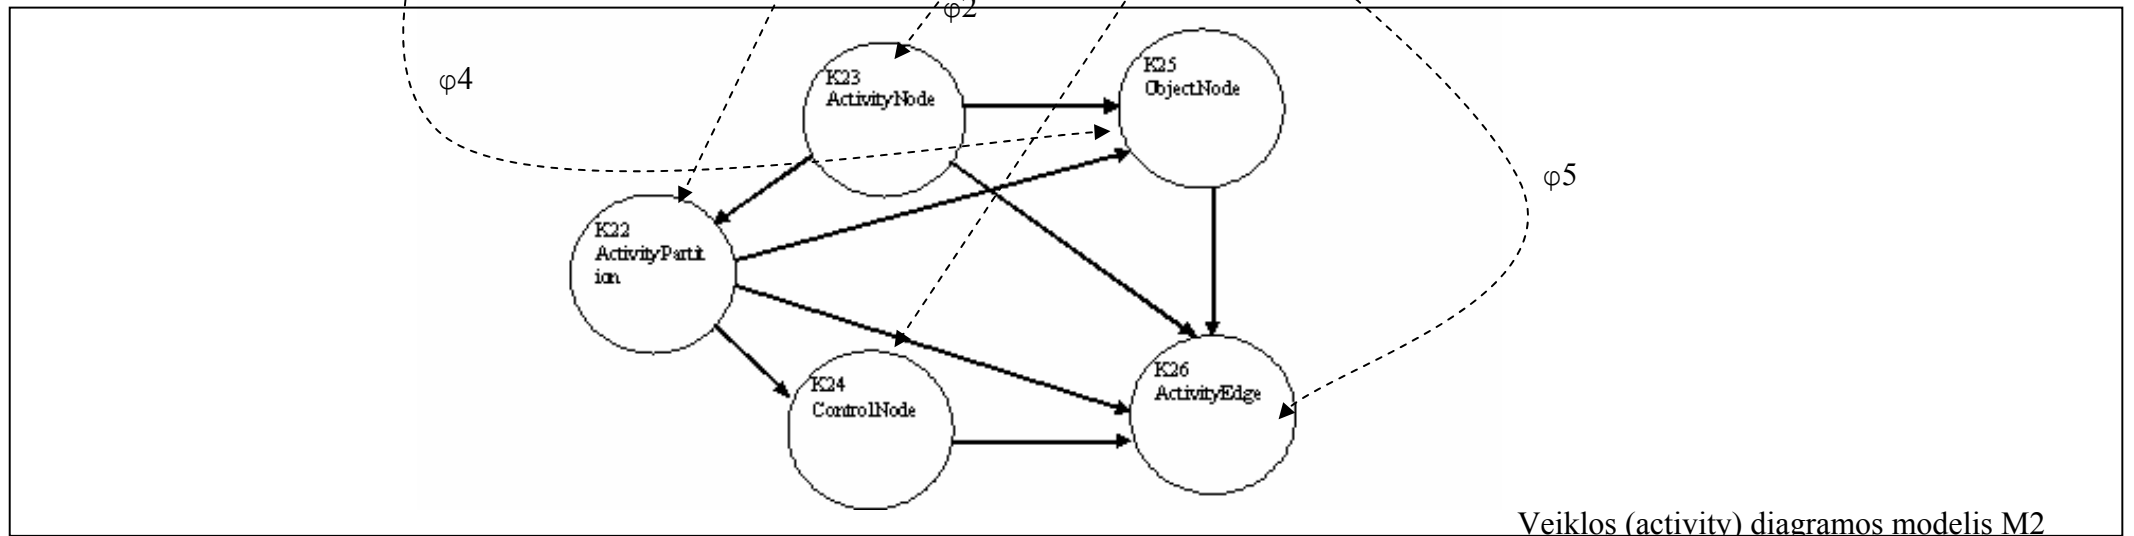 φ2
φ4
K23
ActivityNode
K25
ObjectNode
φ5
K22
ActivityPartit
ion
K24
ControlNode
K26
ActivityEdge
Veiklos (activity) diagramos modelis M2